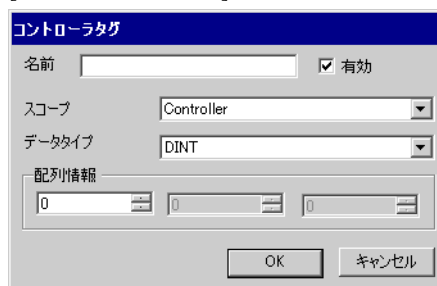 コントローラタグ
名前
有効
スコープ
Controller
データタイプ
DINT
配列情報
0
0
0
OK
キャンセル